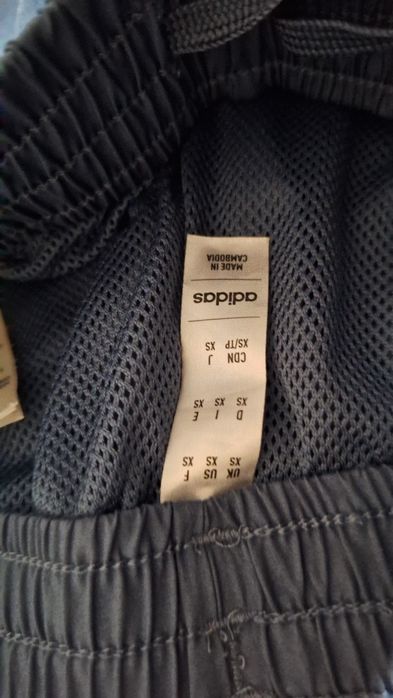 UK US F
XS XS XS
D I E
XS XS XS
CDN J
XS/TP XS
adidas
MADE IN
CAMBODIA